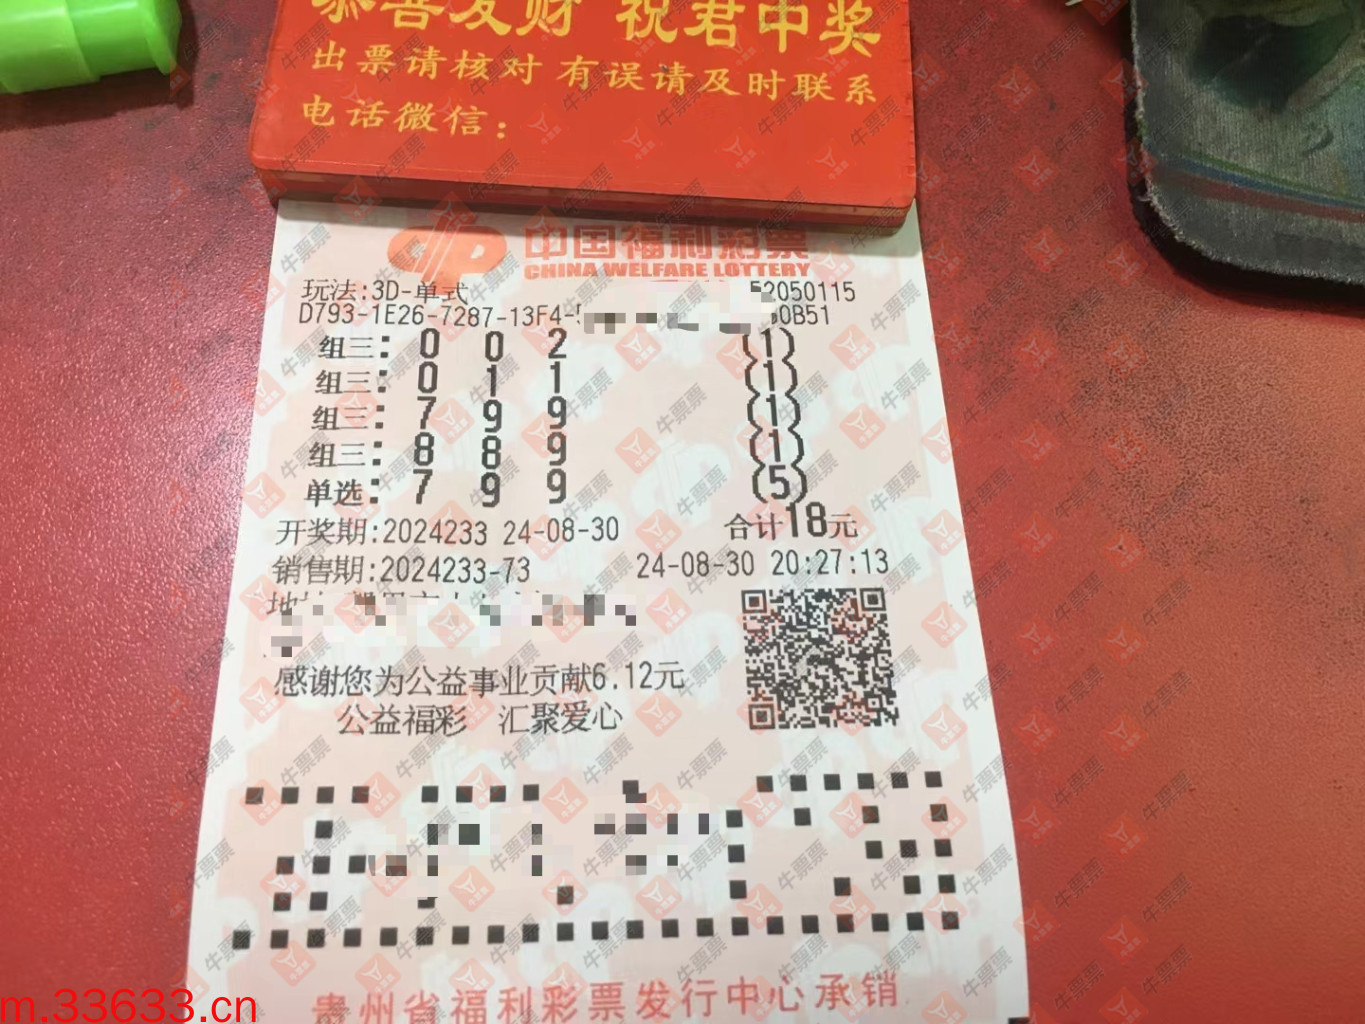 恭喜发财 祝君中奖
出票请核对 有误请及时联系
电话微信：
中国福利彩票
CHINA WELFARE LOTTERY
玩法:3D-单式 52050115
D793-1E26-7287-13F4- 0B51
组三: 0 0 2 (1)
组三: 0 1 1 (1)
组三: 7 9 9 (1)
组三: 8 8 9 (1)
单选: 7 9 9 (5)
开奖期:2024233 24-08-30 合计18元
销售期:2024233-73 24-08-30 20:27:13
感谢您为公益事业贡献6.12元
公益福彩 汇聚爱心
贵州省福利彩票发行中心承销
m.33633.cn
牛票票